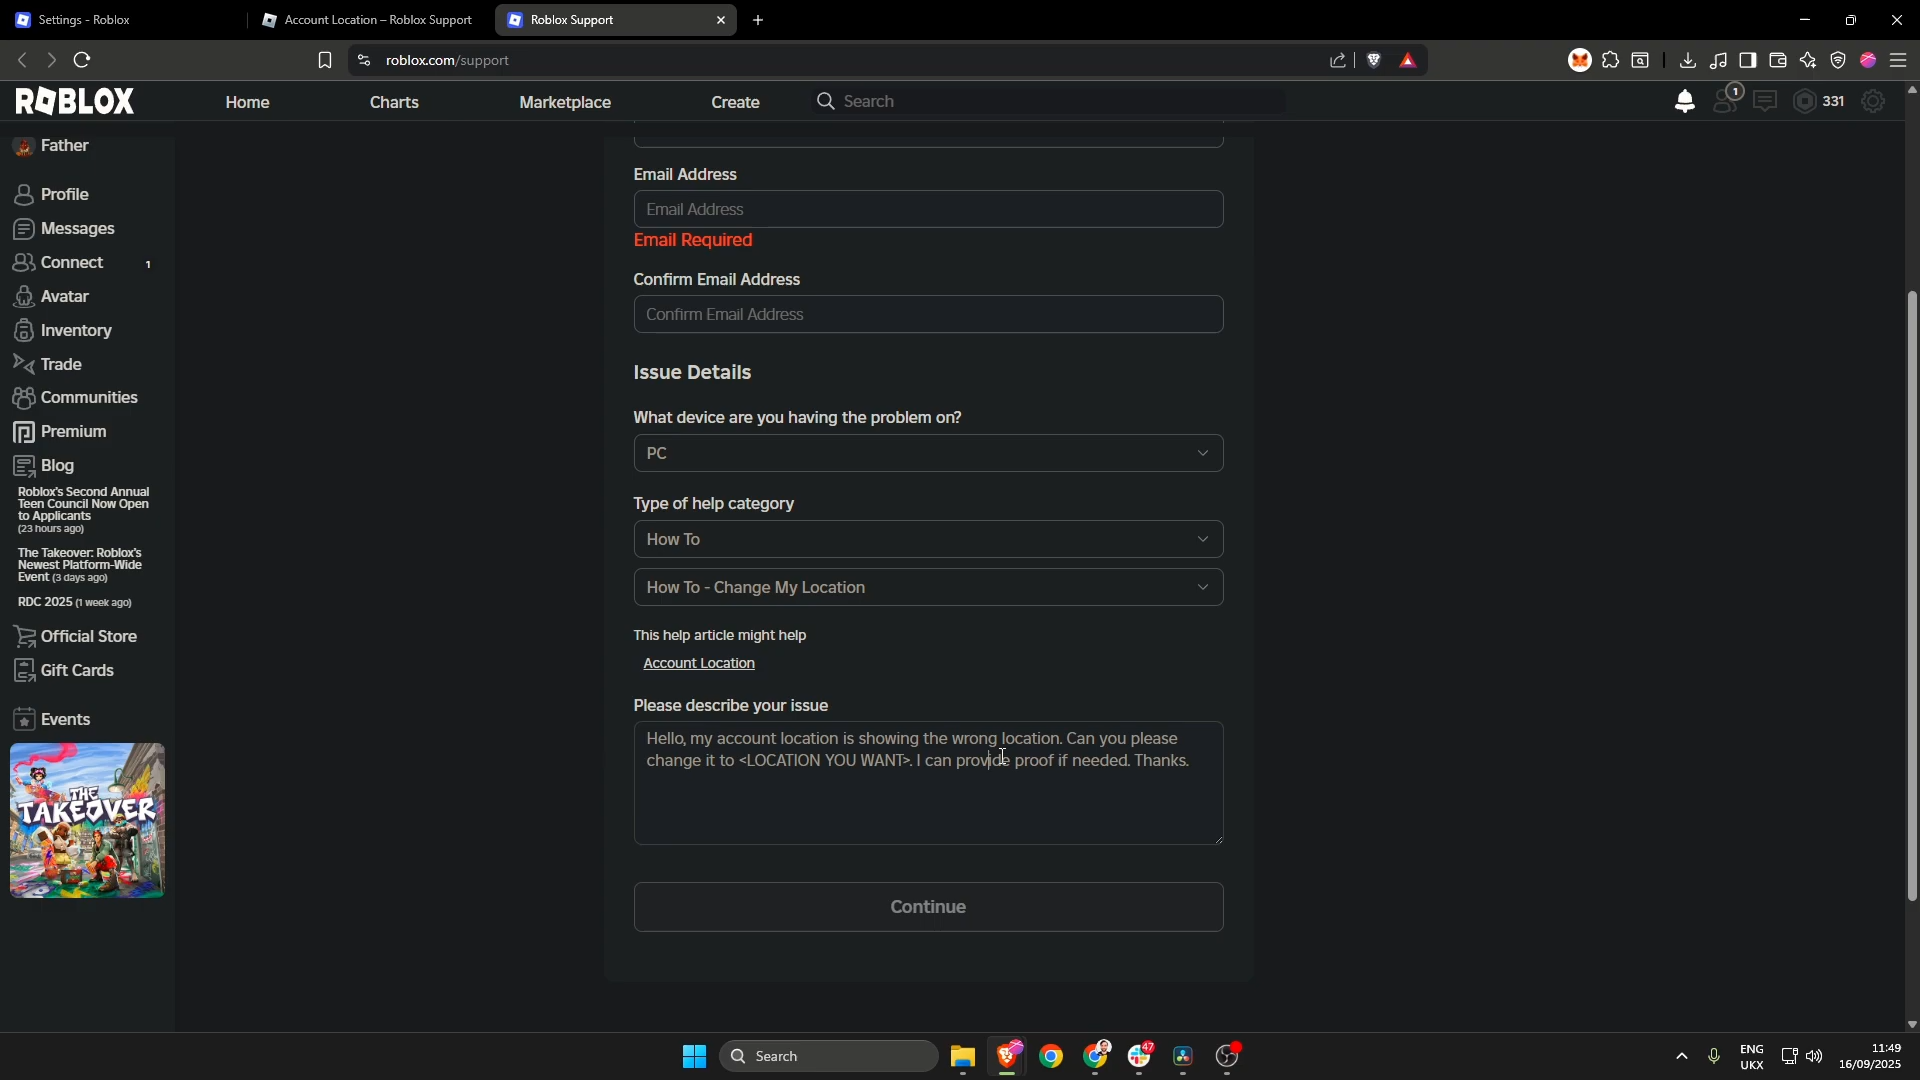 Settings - Roblox
Account Location – Roblox Support
Roblox Support
roblox.com/support
ROBLOX
Home
Charts
Marketplace
Create
Search
1
331
Father
Profile
Messages
Connect 1
Avatar
Inventory
Trade
Communities
Premium
Blog
Roblox's Second Annual
Teen Council Now Open
to Applicants
(23 hours ago)
The Takeover: Roblox's
Newest Platform-Wide
Event (3 days ago)
RDC 2025 (1 week ago)
Official Store
Gift Cards
Events
THE
TAKEOVER
Email Address
Email Address
Email Required
Confirm Email Address
Confirm Email Address
Issue Details
What device are you having the problem on?
PC
Type of help category
How To
How To - Change My Location
This help article might help
Account Location
Please describe your issue
Hello, my account location is showing the wrong location. Can you please
change it to <LOCATION YOU WANT>. I can provide proof if needed. Thanks.
Continue
Search
47
ENG
UKX
11:49
16/09/2025